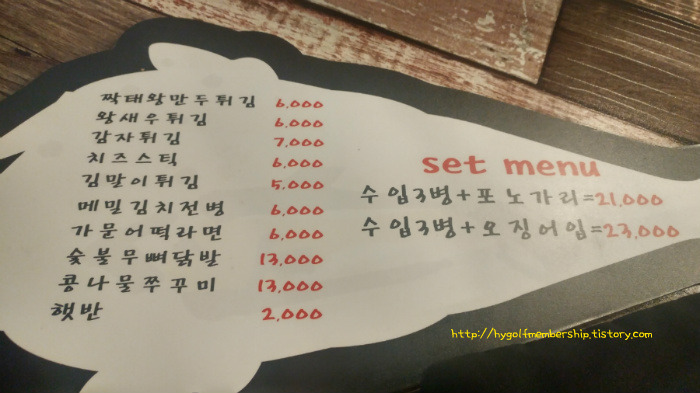 짝태왕만두튀김 6,000
왕새우튀김 6,000
감자튀김 7,000
치즈스틱 6,000
김말이튀김 5,000
메밀김치전병 6,000
가문어떡라면 6,000
숯불무뼈닭발 13,000
콩나물쭈꾸미 13,000
햇반 2,000
set menu
수입3병+포노가리=21,000
수입3병+오징어입=23,000
http://hygolfmembership.tistory.com